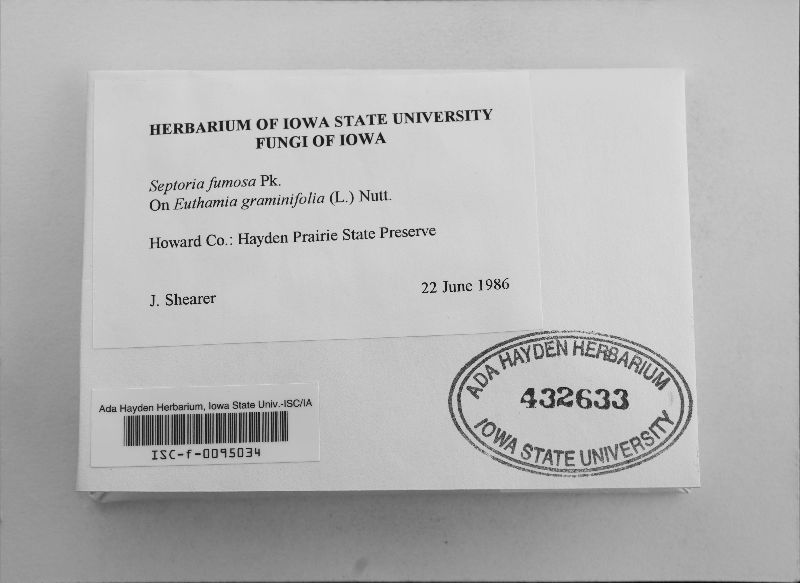 HERBARIUM OF IOWA STATE UNIVERSITY
FUNGI OF IOWA
Septoria fumosa Pk.
On Euthamia graminifolia (L.) Nutt.
Howard Co.: Hayden Prairie State Preserve
J. Shearer
22 June 1986
ADA HAYDEN HERBARIUM
432633
IOWA STATE UNIVERSITY
Ada Hayden Herbarium, Iowa State Univ.-ISC/IA
ISC-f-0095034